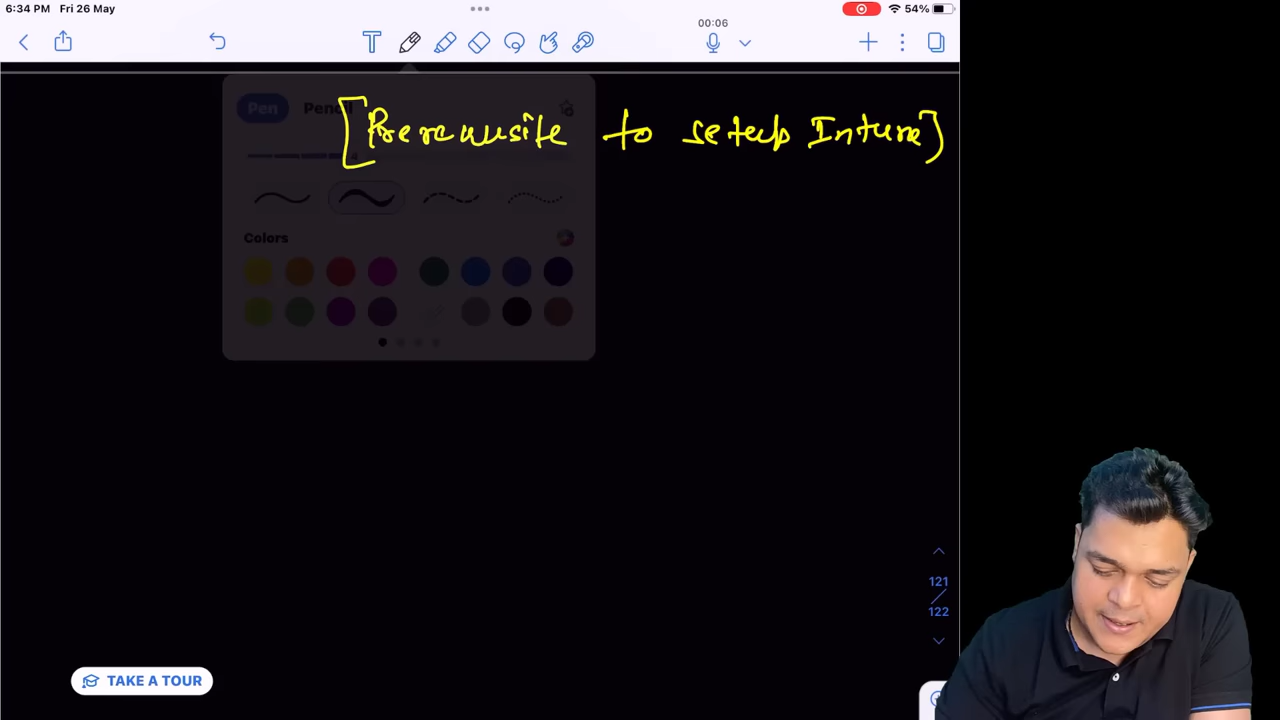 6:34 PM Fri 26 May
54%
00:06
T
Pen Pencil
[Prerequsite to setup Intune]
Colors
121
122
TAKE A TOUR